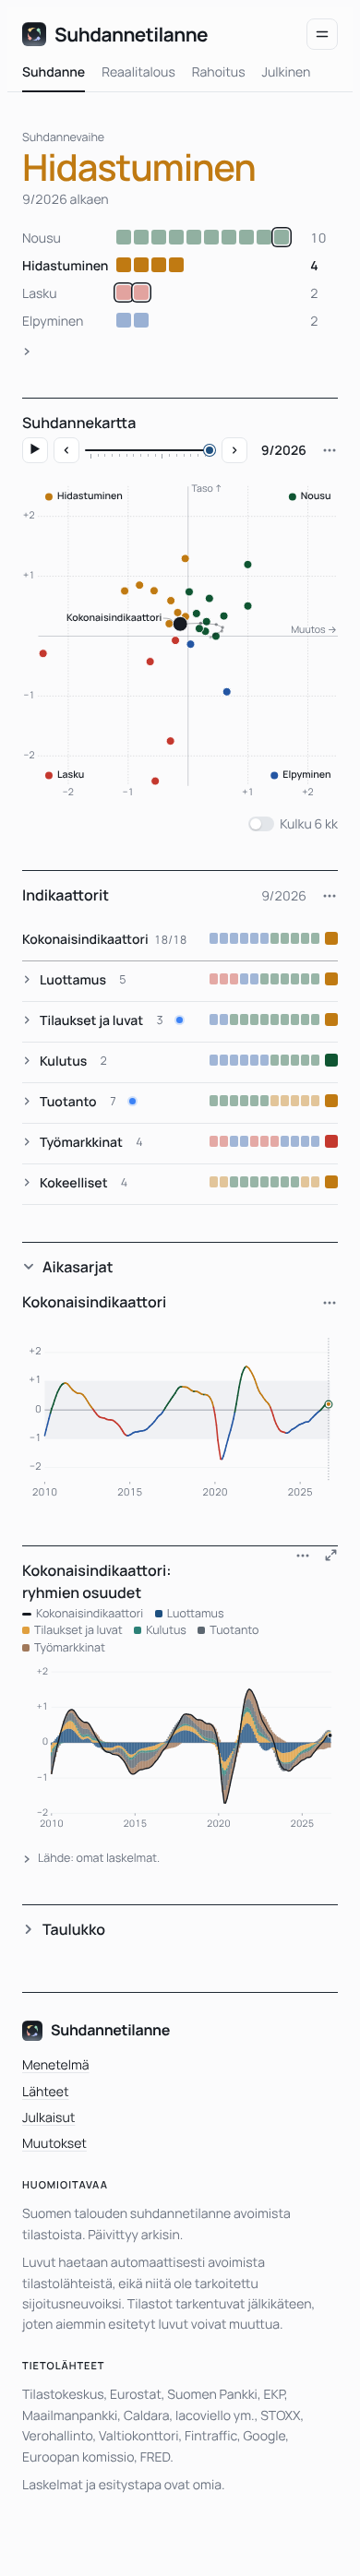 Suhdannetilanne
Suhdanne Reaalitalous Rahoitus Julkinen
Suhdannevaihe
Hidastuminen
9/2026 alkaen
Nousu 10
Hidastuminen 4
Lasku 2
Elpyminen 2
Suhdannekartta
9/2026
Taso ↑
Hidastuminen Nousu
+2
+1
Kokonaisindikaattori
Muutos →
−1
−2
Lasku Elpyminen
−2 −1 +1 +2
Kulku 6 kk
Indikaattorit 9/2026
Kokonaisindikaattori 18/18
Luottamus 5
Tilaukset ja luvat 3
Kulutus 2
Tuotanto 7
Työmarkkinat 4
Kokeelliset 4
Aikasarjat
Kokonaisindikaattori
+2
+1
0
−1
−2
2010 2015 2020 2025
Kokonaisindikaattori:
ryhmien osuudet
Kokonaisindikaattori Luottamus
Tilaukset ja luvat Kulutus Tuotanto
Työmarkkinat
+2
+1
0
−1
−2
2010 2015 2020 2025
Lähde: omat laskelmat.
Taulukko
Suhdannetilanne
Menetelmä
Lähteet
Julkaisut
Muutokset
HUOMIOITAVAA
Suomen talouden suhdannetilanne avoimista
tilastoista. Päivittyy arkisin.
Luvut haetaan automaattisesti avoimista
tilastolähteistä, eikä niitä ole tarkoitettu
sijoitusneuvoiksi. Tilastot tarkentuvat jälkikäteen,
joten aiemmin esitetyt luvut voivat muuttua.
TIETOLÄHTEET
Tilastokeskus, Eurostat, Suomen Pankki, EKP,
Maailmanpankki, Caldara, Iacoviello ym., STOXX,
Verohallinto, Valtiokonttori, Fintraffic, Google,
Euroopan komissio, FRED.
Laskelmat ja esitystapa ovat omia.